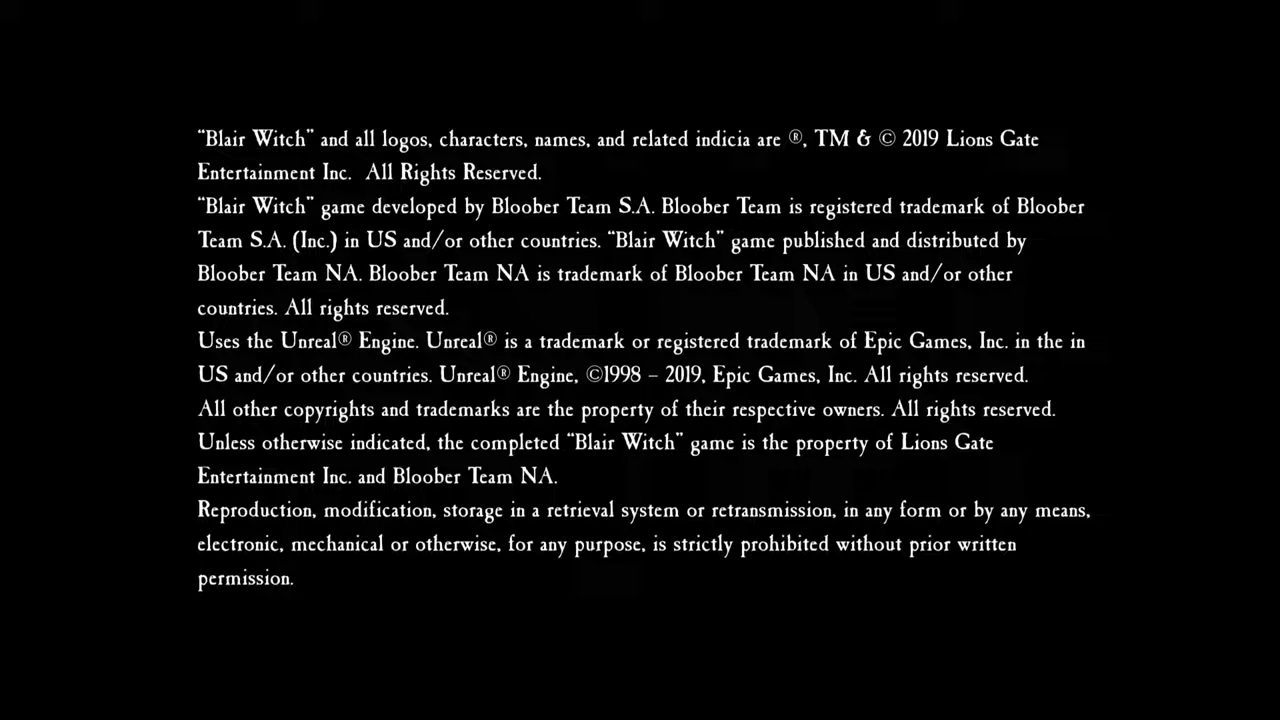 “Blair Witch” and all logos, characters, names, and related indicia are ®, TM & © 2019 Lions Gate
Entertainment Inc.  All Rights Reserved.
“Blair Witch” game developed by Bloober Team S.A. Bloober Team is registered trademark of Bloober
Team S.A. (Inc.) in US and/or other countries. “Blair Witch” game published and distributed by
Bloober Team NA. Bloober Team NA is trademark of Bloober Team NA in US and/or other
countries. All rights reserved.
Uses the Unreal® Engine. Unreal® is a trademark or registered trademark of Epic Games, Inc. in the in
US and/or other countries. Unreal® Engine, ©1998 – 2019, Epic Games, Inc. All rights reserved.
All other copyrights and trademarks are the property of their respective owners. All rights reserved.
Unless otherwise indicated, the completed “Blair Witch” game is the property of Lions Gate
Entertainment Inc. and Bloober Team NA.
Reproduction, modification, storage in a retrieval system or retransmission, in any form or by any means,
electronic, mechanical or otherwise, for any purpose, is strictly prohibited without prior written
permission.